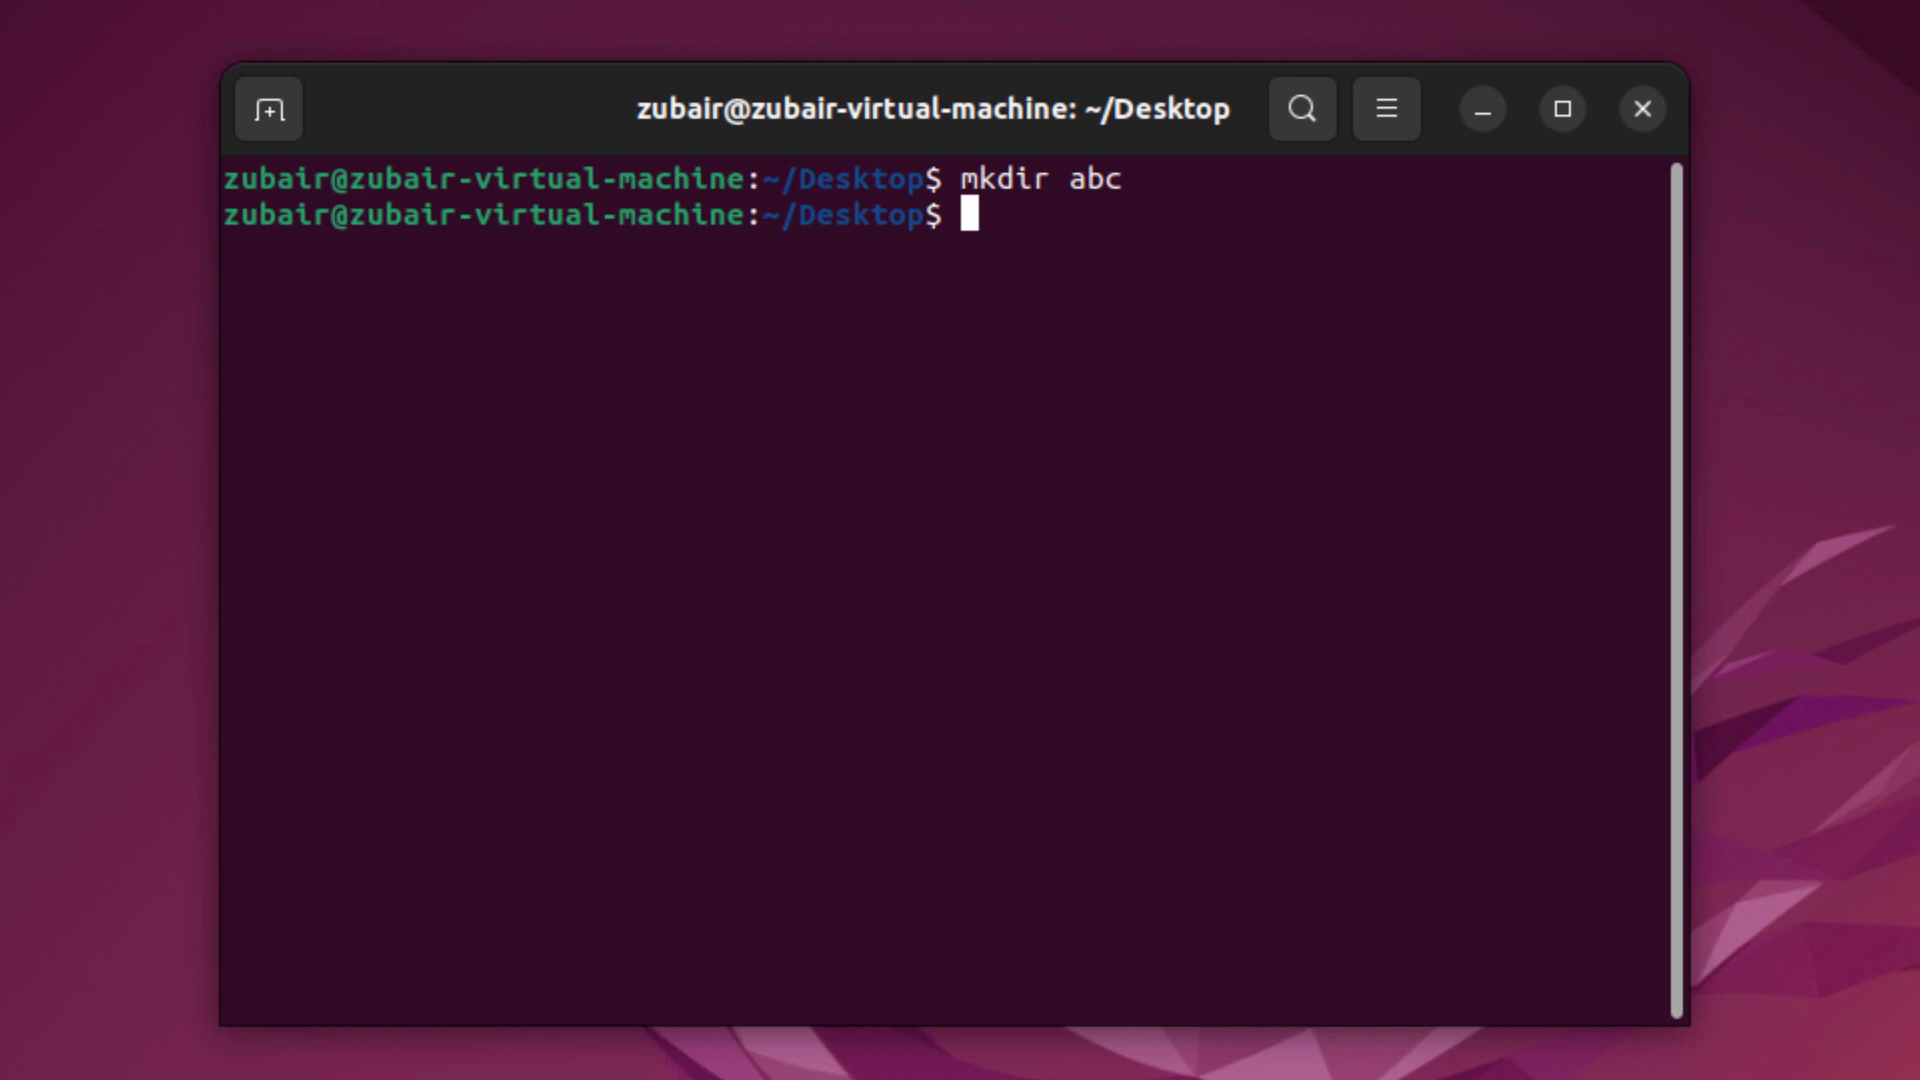 zubair@zubair-virtual-machine: ~/Desktop
zubair@zubair-virtual-machine:~/Desktop$ mkdir abc
zubair@zubair-virtual-machine:~/Desktop$